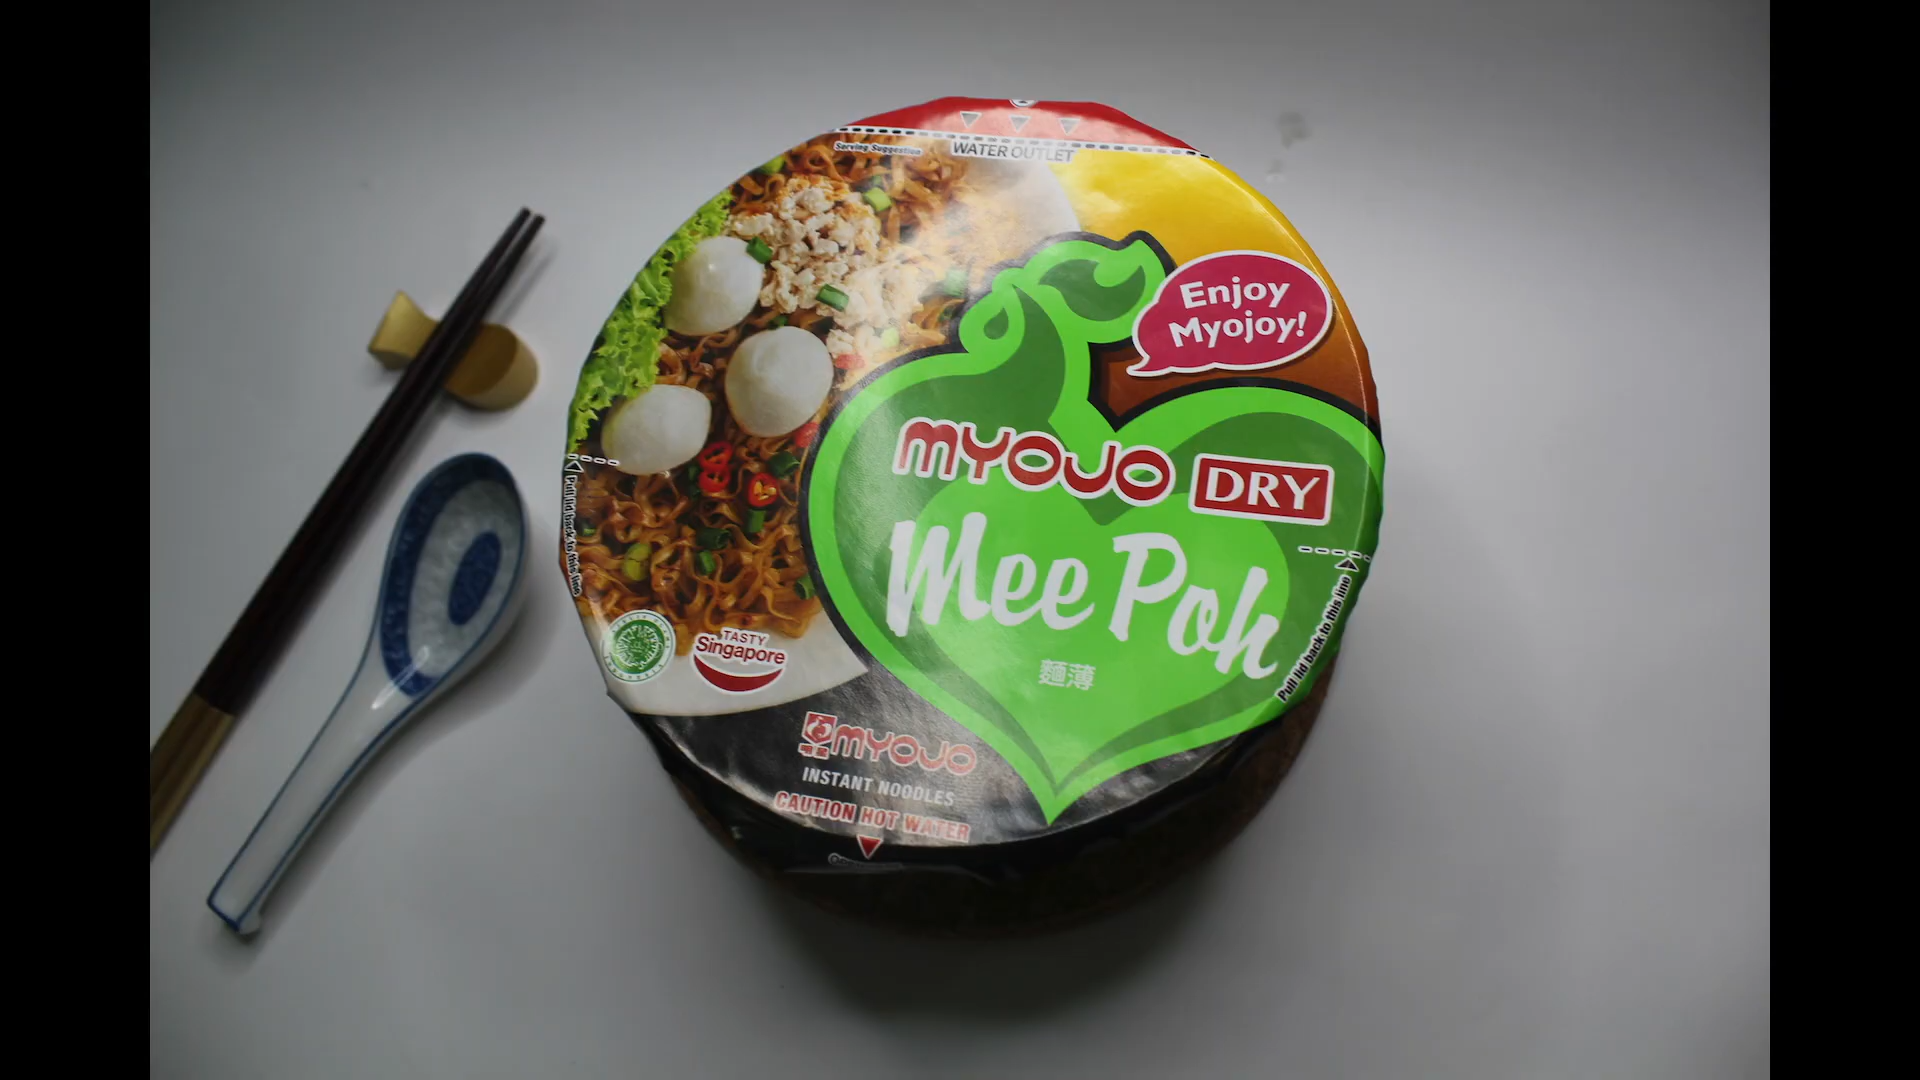 Serving Suggestion
WATER OUTLET
Enjoy
Myojoy!
MYOJO DRY
Mee Poh
麵薄
Pull lid back to this line
Pull lid back to this line
TASTY
Singapore
MYOJO
INSTANT NOODLES
CAUTION HOT WATER